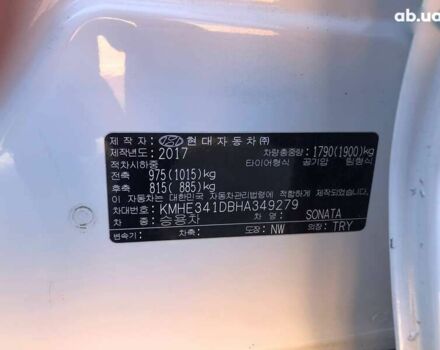 ab.ua
제 작 자 : 현대자동차㈜
제작년도: 2017 차량총중량: 1790(1900)kg
적차시하중 타이어형식 공기압 림형식
전축 975(1015)kg
후축 815( 885)kg
이 자동차는 대한민국 자동차관리법령에 적합하게 제작되었음
차대번호: KMHE341DBHA349279
차종: 승용차 SONATA
변속기: 차축: 도장: NW 의장: TRY